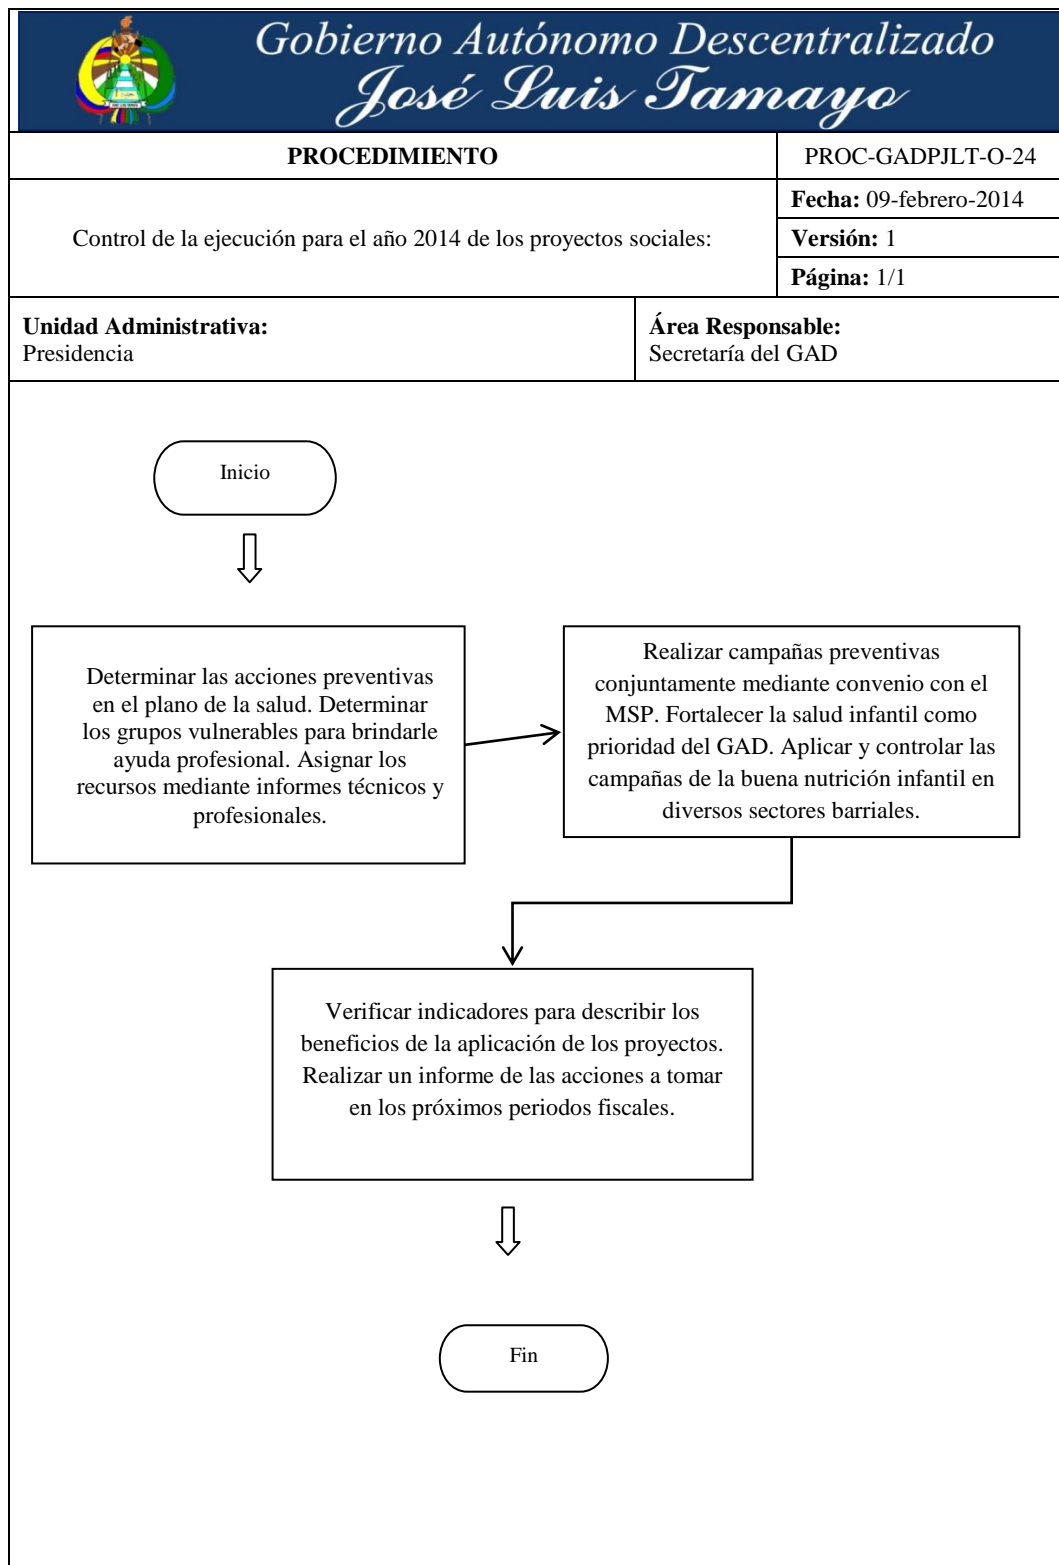 Gobierno Autónomo Descentralizado
José Luis Tamayo
PROCEDIMIENTO
PROC-GADPJLT-O-24
Control de la ejecución para el año 2014 de los proyectos sociales:
Fecha: 09-febrero-2014
Versión: 1
Página: 1/1
Unidad Administrativa:
Presidencia
Área Responsable:
Secretaría del GAD
Inicio
Determinar las acciones preventivas
en el plano de la salud. Determinar
los grupos vulnerables para brindarle
ayuda profesional. Asignar los
recursos mediante informes técnicos y
profesionales.
Realizar campañas preventivas
conjuntamente mediante convenio con el
MSP. Fortalecer la salud infantil como
prioridad del GAD. Aplicar y controlar las
campañas de la buena nutrición infantil en
diversos sectores barriales.
Verificar indicadores para describir los
beneficios de la aplicación de los proyectos.
Realizar un informe de las acciones a tomar
en los próximos periodos fiscales.
Fin